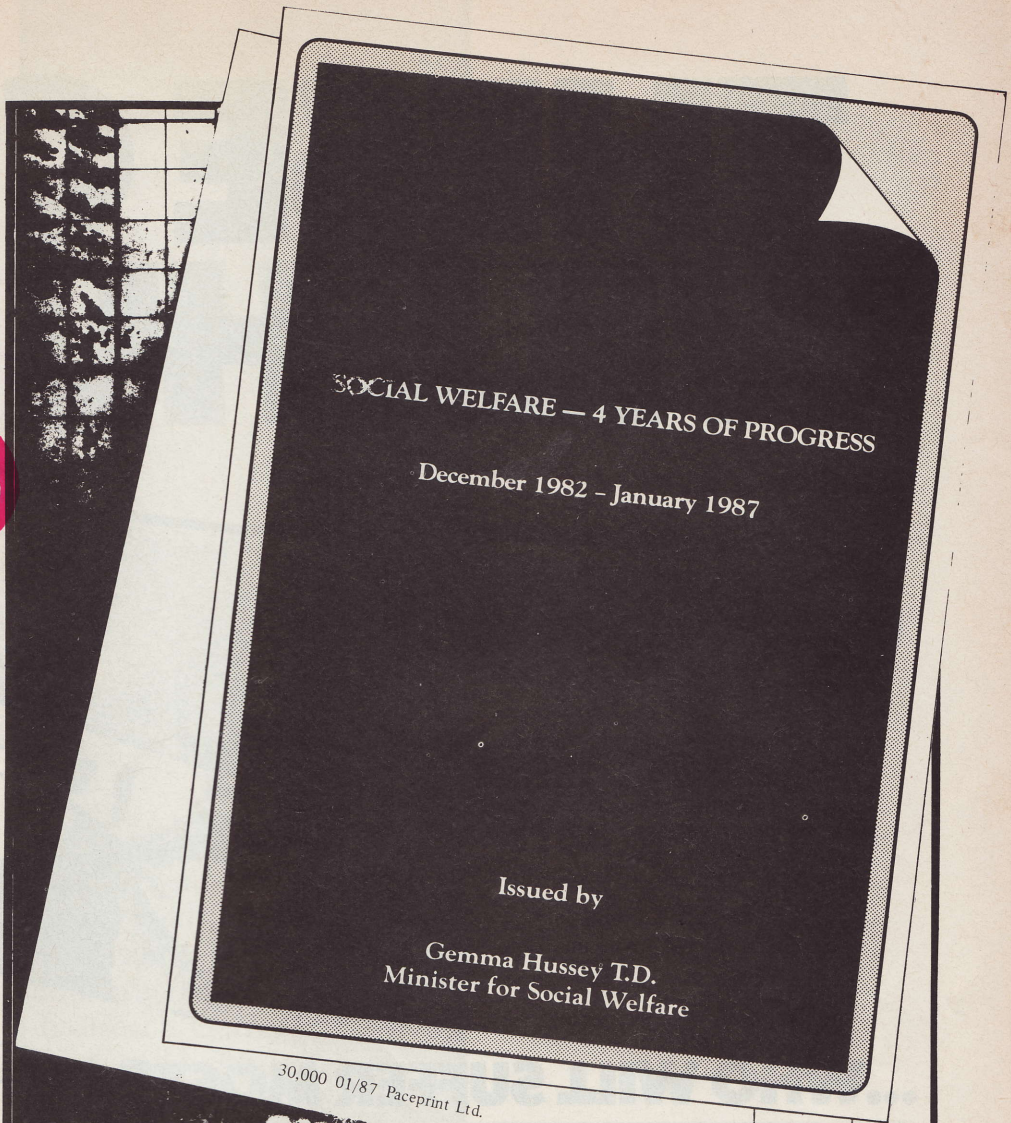 SOCIAL WELFARE — 4 YEARS OF PROGRESS
December 1982 – January 1987
Issued by
Gemma Hussey T.D.
Minister for Social Welfare
30,000 01/87 Paceprint Ltd.